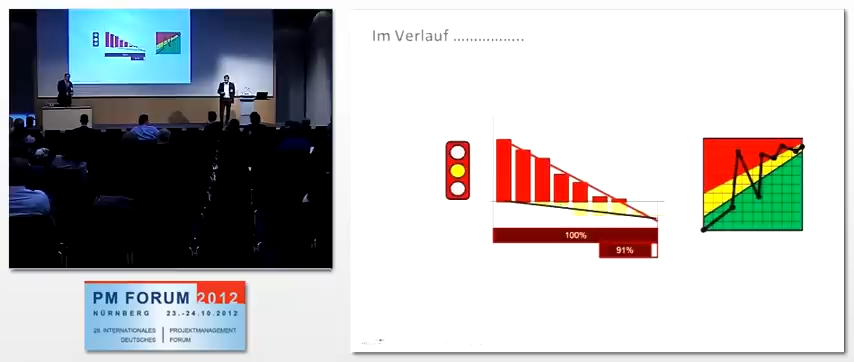 Im Verlauf ................
100%
91%
PM FORUM 2012
NÜRNBERG 23.-24.10.2012
29. INTERNATIONALES PROJEKTMANAGEMENT
DEUTSCHES FORUM